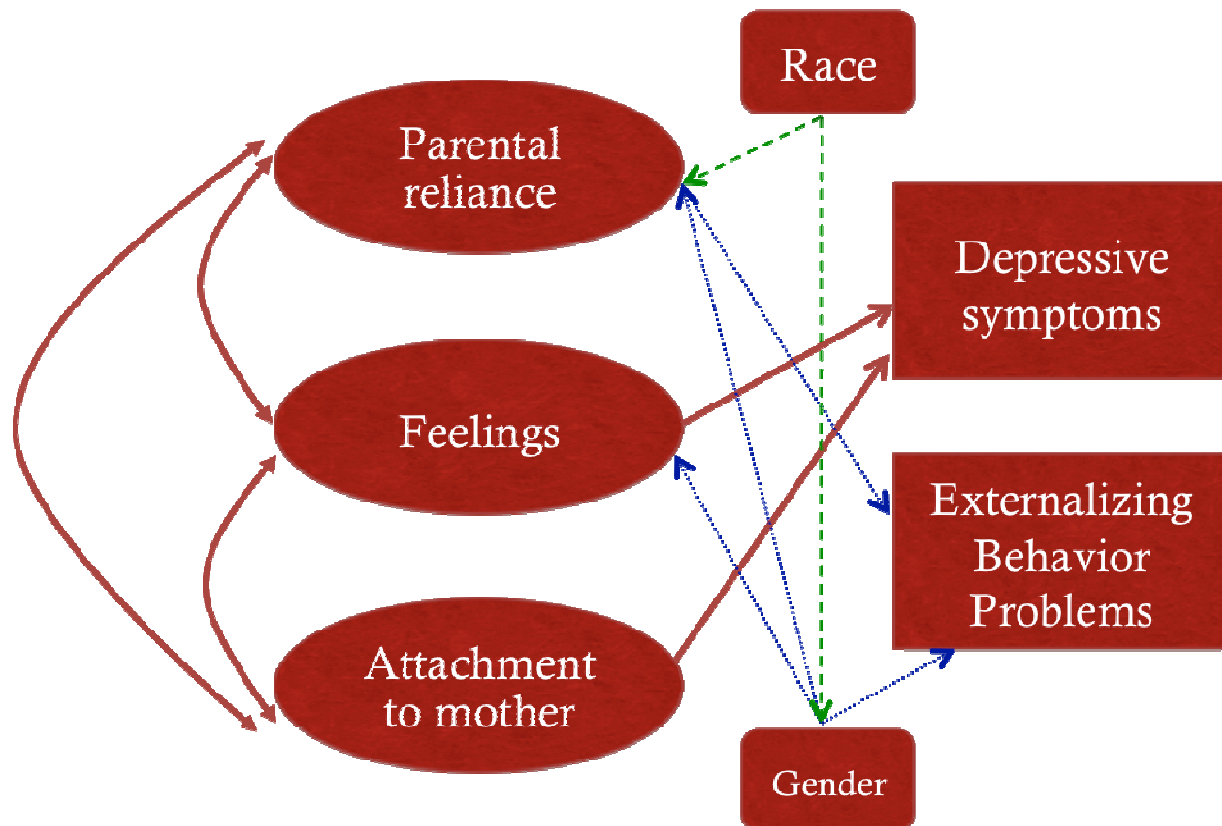 Race
Parental
reliance
Depressive
symptoms
Feelings
Externalizing
Behavior
Problems
Attachment
to mother
Gender